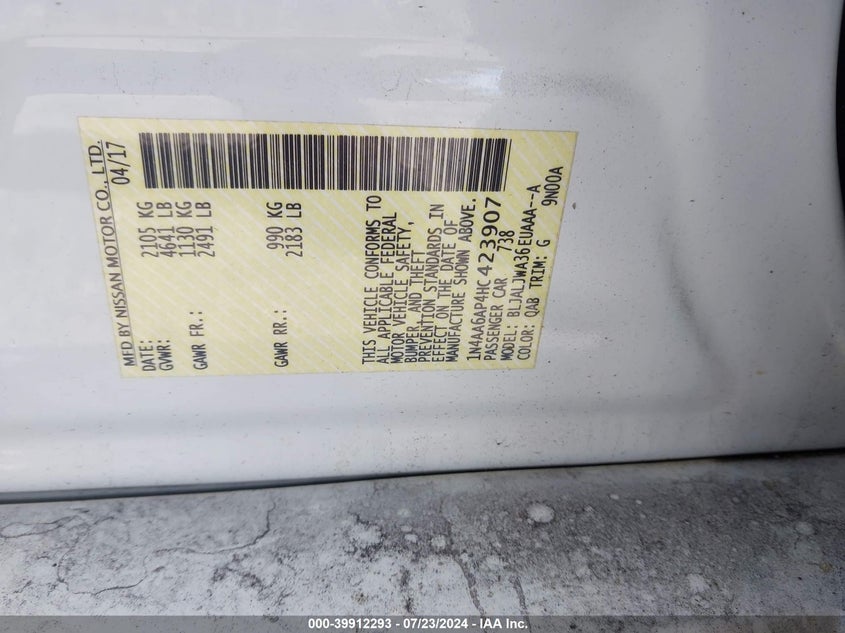 MFD BY NISSAN MOTOR CO., LTD.
DATE: 04/17
GVWR: 2105 KG
4641 LB
GAWR FR.: 1130 KG
2491 LB
GAWR RR.: 990 KG
2183 LB
THIS VEHICLE CONFORMS TO
ALL APPLICABLE FEDERAL
MOTOR VEHICLE SAFETY,
BUMPER, AND THEFT
PREVENTION STANDARDS IN
EFFECT ON THE DATE OF
MANUFACTURE SHOWN ABOVE.
1N4AA6AP4HC423907
PASSENGER CAR 738
MODEL: BLJALJWA36EUAAA--A
COLOR: QAB TRIM: G 9N00A
000-39912293 - 07/23/2024 - IAA Inc.